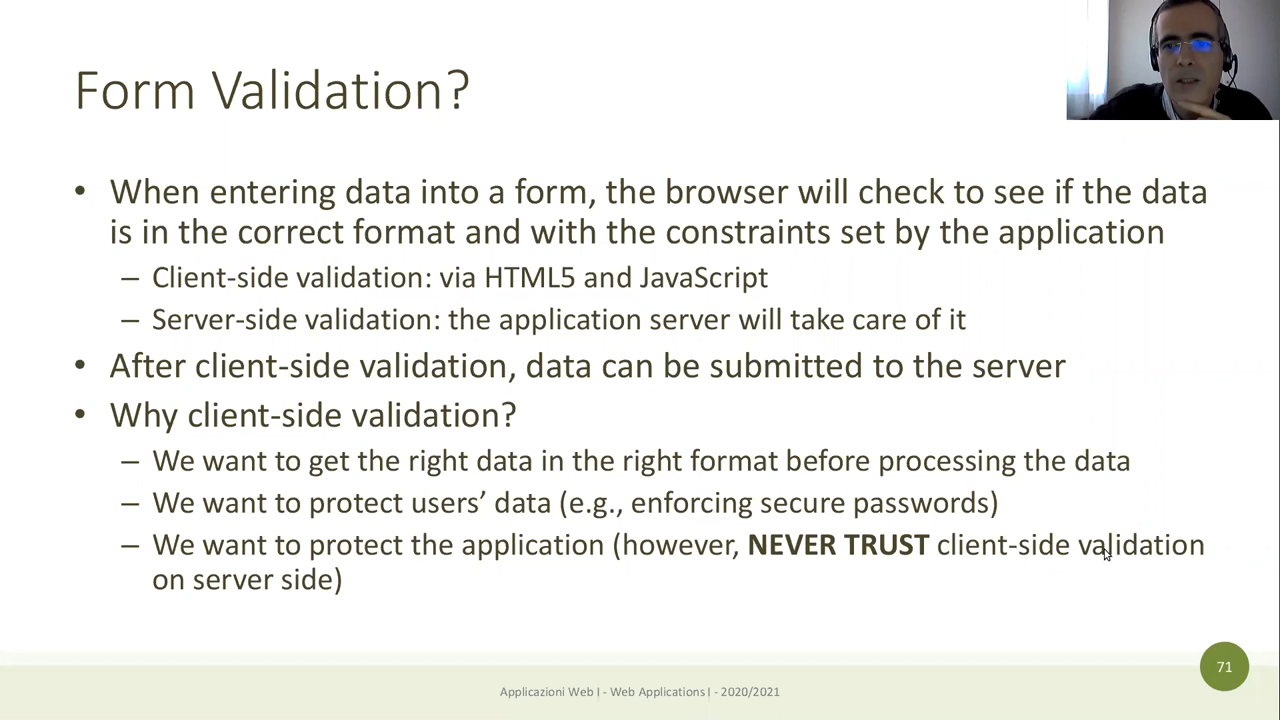 Form Validation?
• When entering data into a form, the browser will check to see if the data
is in the correct format and with the constraints set by the application
– Client-side validation: via HTML5 and JavaScript
– Server-side validation: the application server will take care of it
• After client-side validation, data can be submitted to the server
• Why client-side validation?
– We want to get the right data in the right format before processing the data
– We want to protect users’ data (e.g., enforcing secure passwords)
– We want to protect the application (however, NEVER TRUST client-side validation
on server side)
71
Applicazioni Web I - Web Applications I - 2020/2021